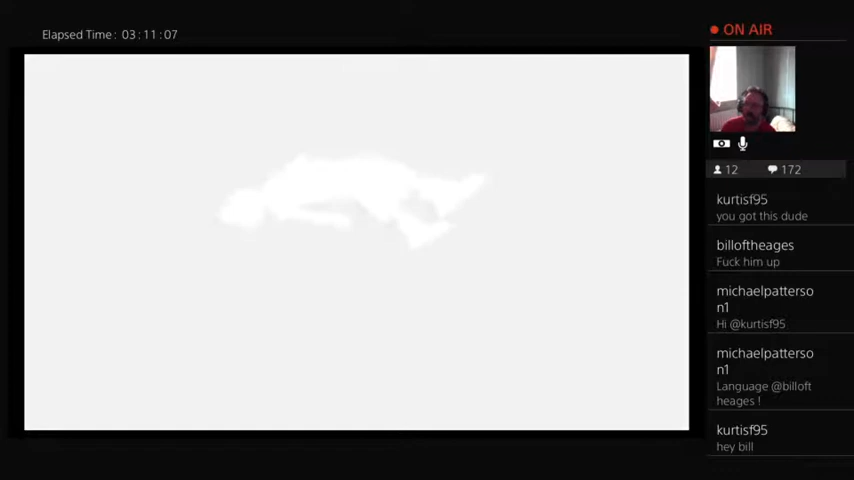 Elapsed Time: 03:11:07
ON AIR
12 172
kurtisf95
you got this dude
billoftheages
Fuck him up
michaelpatterso
n1
Hi @kurtisf95
michaelpatterso
n1
Language @billoft
heages !
kurtisf95
hey bill